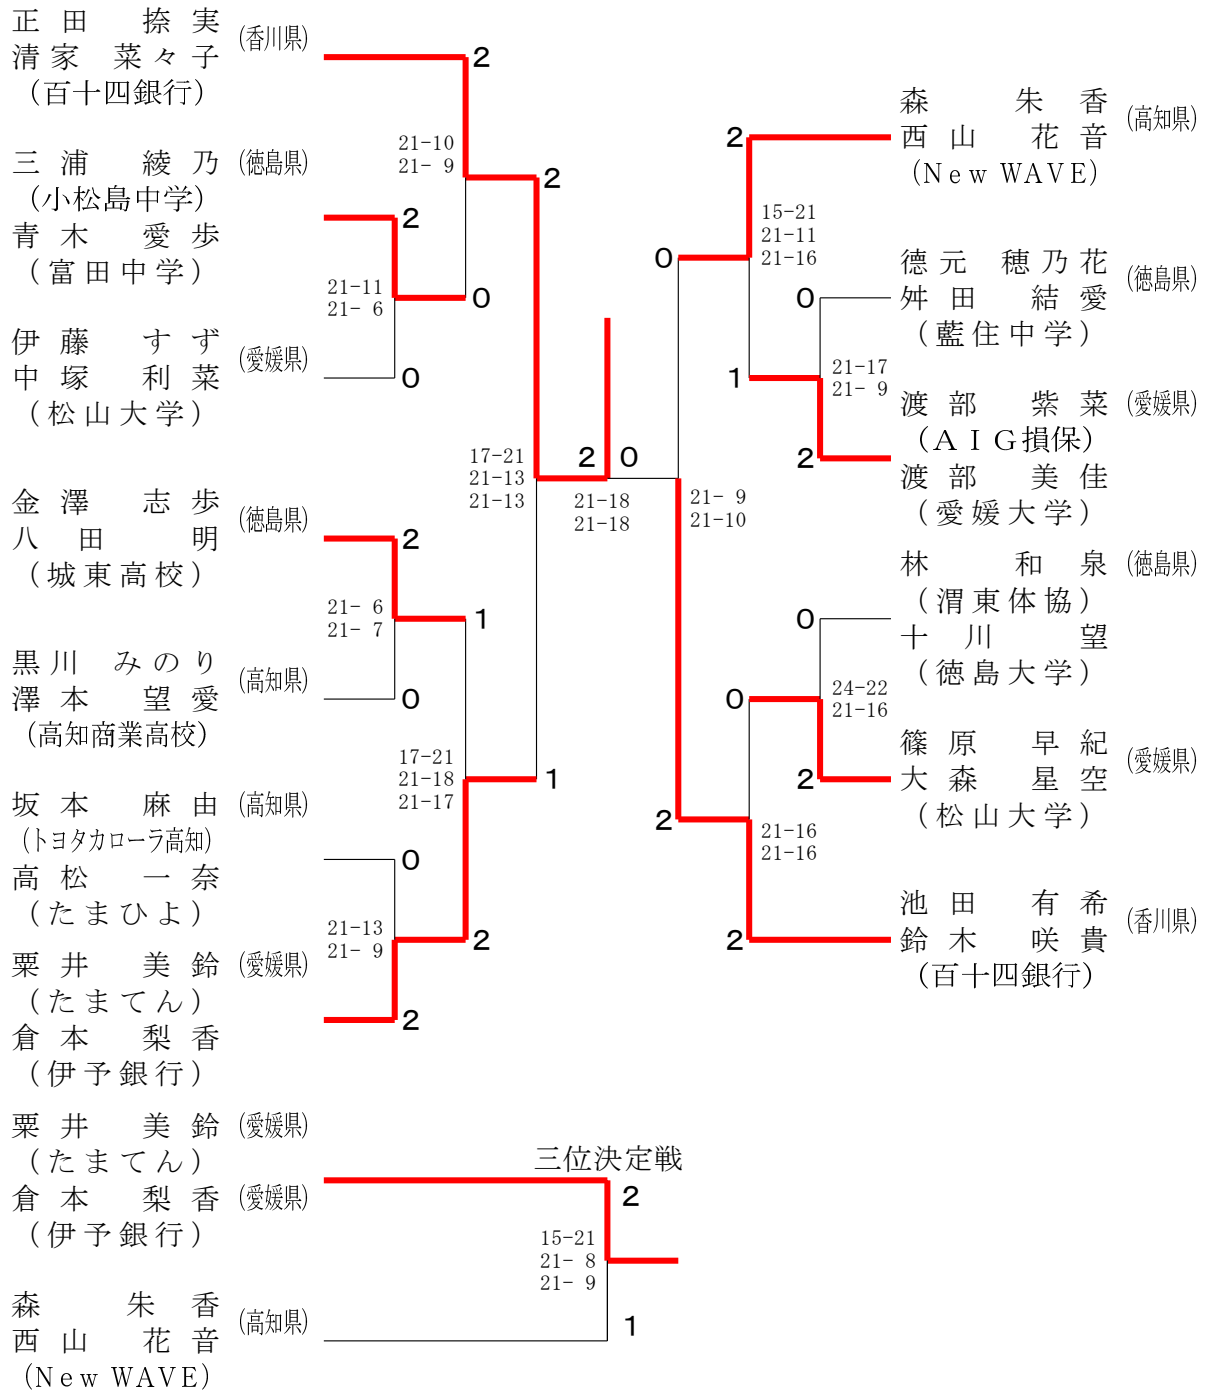 正田 捺実 (香川県)
清家 菜々子
(百十四銀行)
2
21-10
21- 9
三浦 綾乃 (徳島県)
(小松島中学)
青木 愛歩
(富田中学)
2
2
21-11
21- 6
0
伊藤 すず (愛媛県)
中塚 利菜
(松山大学)
0
17-21
21-13
21-13
金澤 志歩 (徳島県)
八田 明
(城東高校)
2
21- 6
21- 7
1
黒川 みのり (高知県)
澤本 望愛
(高知商業高校)
0
17-21
21-18
21-17
1
坂本 麻由 (高知県)
(トヨタカローラ高知)
高松 一奈
(たまひよ)
0
21-13
21- 9
2
粟井 美鈴 (愛媛県)
(たまてん)
倉本 梨香
(伊予銀行)
2
2 0
21-18
21-18
森 朱香 (高知県)
西山 花音
(New WAVE)
2
15-21
21-11
21-16
0
徳元 穂乃花 (徳島県)
舛田 結愛
(藍住中学)
0
21-17
21- 9
1
渡部 紫菜 (愛媛県)
(AIG損保)
渡部 美佳
(愛媛大学)
2
21- 9
21-10
林 和泉 (徳島県)
(渭東体協)
十川 望
(徳島大学)
0
24-22
21-16
0
篠原 早紀 (愛媛県)
大森 星空
(松山大学)
2
2
21-16
21-16
池田 有希 (香川県)
鈴木 咲貴
(百十四銀行)
2
三位決定戦
粟井 美鈴 (愛媛県)
(たまてん)
倉本 梨香 (愛媛県)
(伊予銀行)
2
15-21
21- 8
21- 9
森 朱香 (高知県)
西山 花音
(New WAVE)
1